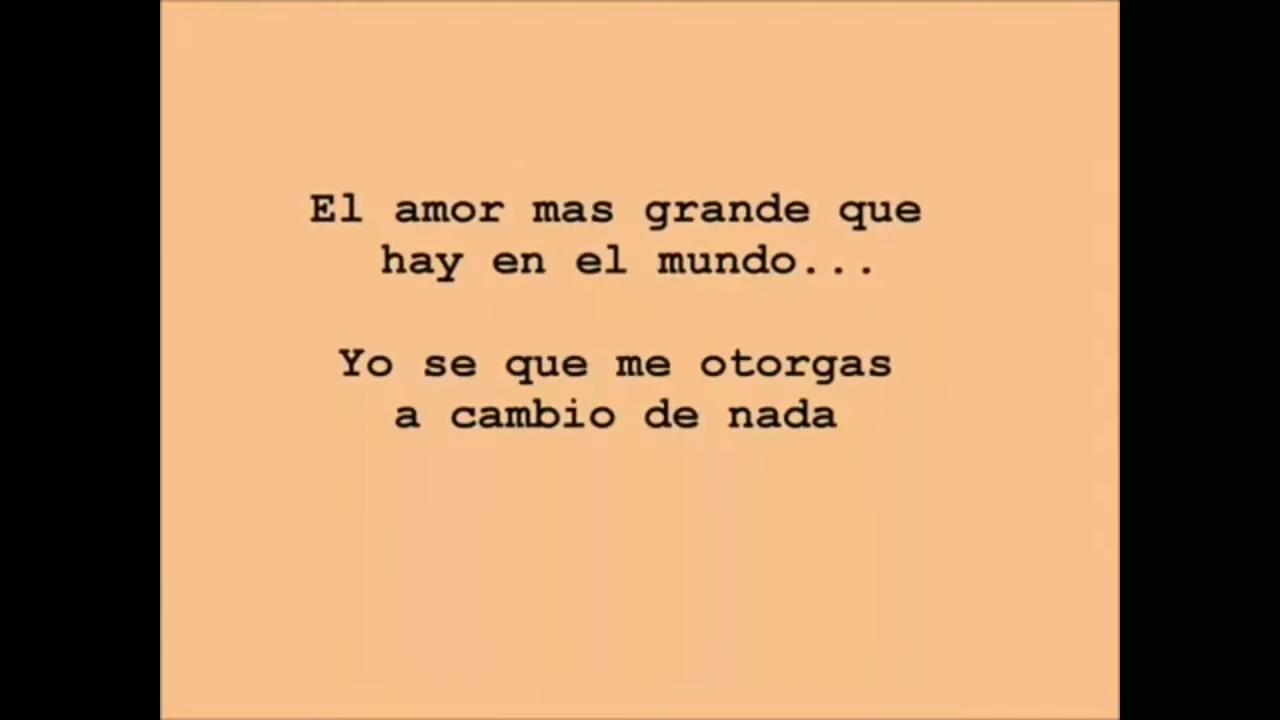 El amor mas grande que
hay en el mundo...
Yo se que me otorgas
a cambio de nada